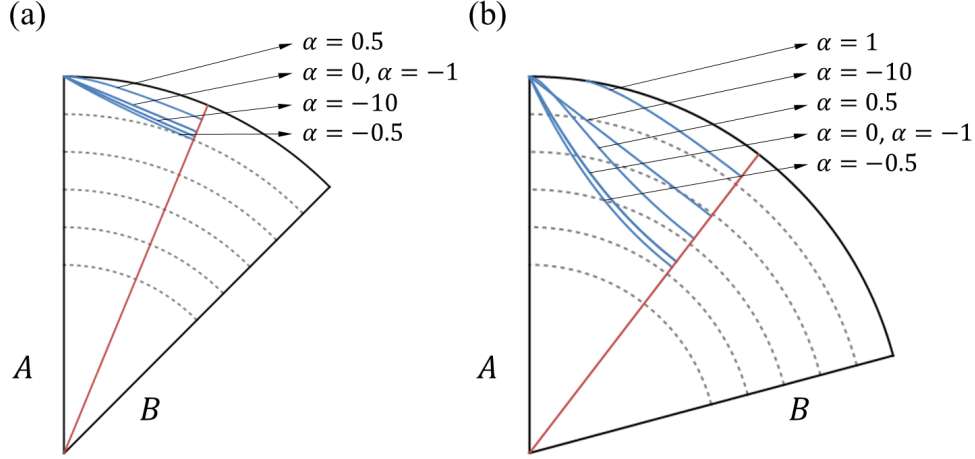 (a)
α = 0.5
α = 0, α = −1
α = −10
α = −0.5
A
B
(b)
α = 1
α = −10
α = 0.5
α = 0, α = −1
α = −0.5
A
B